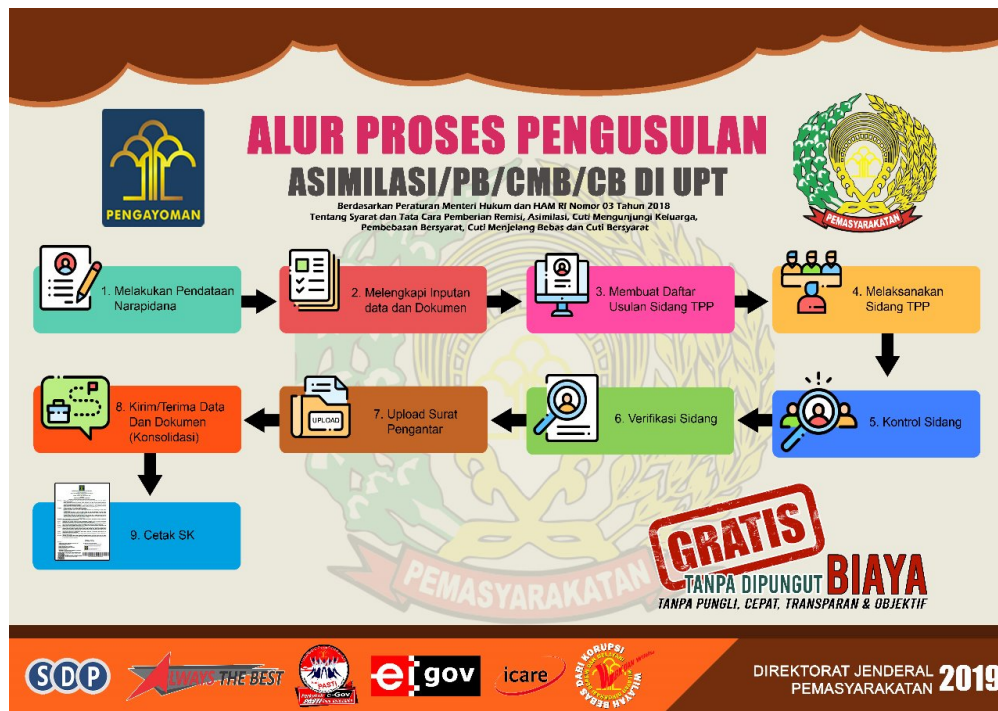 PENGAYOMAN
ALUR PROSES PENGUSULAN
ASIMILASI/PB/CMB/CB DI UPT
Berdasarkan Peraturan Menteri Hukum dan HAM RI Nomor 03 Tahun 2018
Tentang Syarat dan Tata Cara Pemberian Remisi, Asimilasi, Cuti Mengunjungi Keluarga,
Pembebasan Bersyarat, Cuti Menjelang Bebas dan Cuti Bersyarat
PEMASYARAKATAN
1. Melakukan Pendataan
Narapidana
2. Melengkapi Inputan
data dan Dokumen
3. Membuat Daftar
Usulan Sidang TPP
4. Melaksanakan
Sidang TPP
5. Kontrol Sidang
6. Verifikasi Sidang
UPLOAD
7. Upload Surat
Pengantar
8. Kirim/Terima Data
Dan Dokumen
(Konsolidasi)
9. Cetak SK
PEMASYARAKATAN
GRATIS
TANPA DIPUNGUT BIAYA
TANPA PUNGLI, CEPAT, TRANSPARAN & OBJEKTIF
SDP
ALWAYS THE BEST
PASTI
e gov
icare
WILAYAH BEBAS DARI KORUPSI
DIREKTORAT JENDERAL
PEMASYARAKATAN 2019